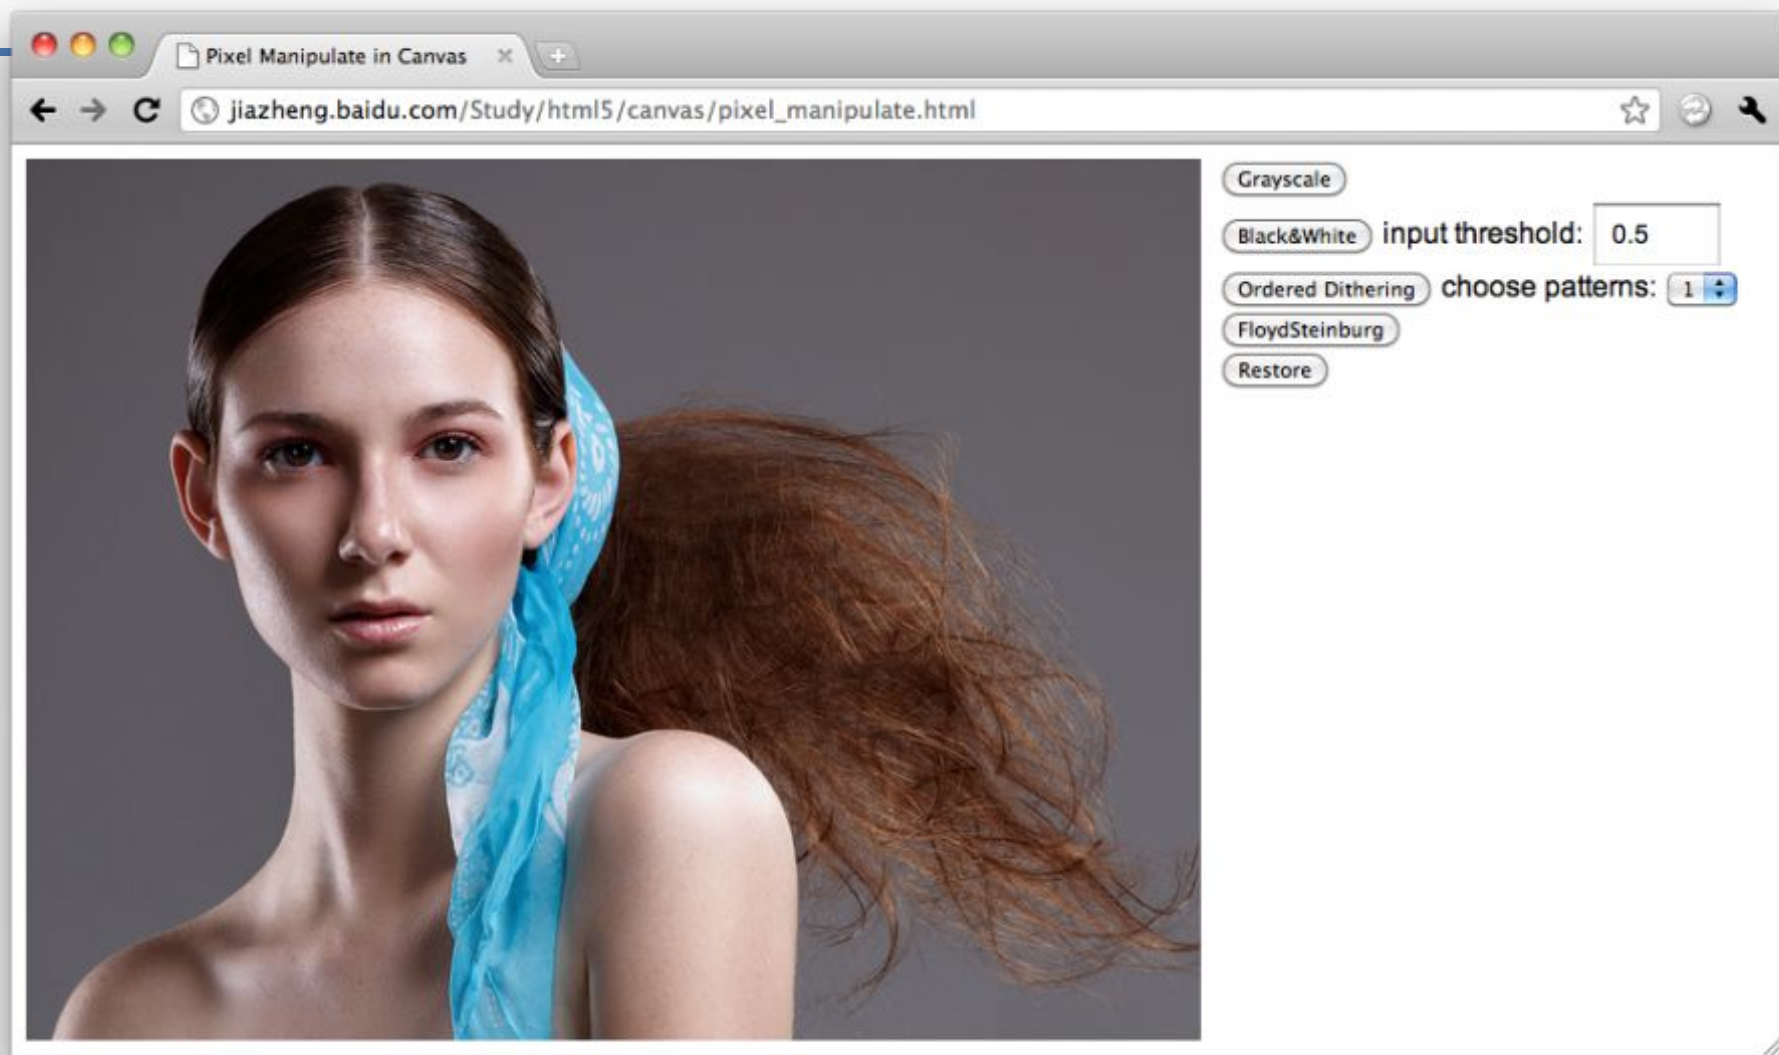 Pixel Manipulate in Canvas
jiazheng.baidu.com/Study/html5/canvas/pixel_manipulate.html
Grayscale
Black&White input threshold: 0.5
Ordered Dithering choose patterns: 1
FloydSteinburg
Restore